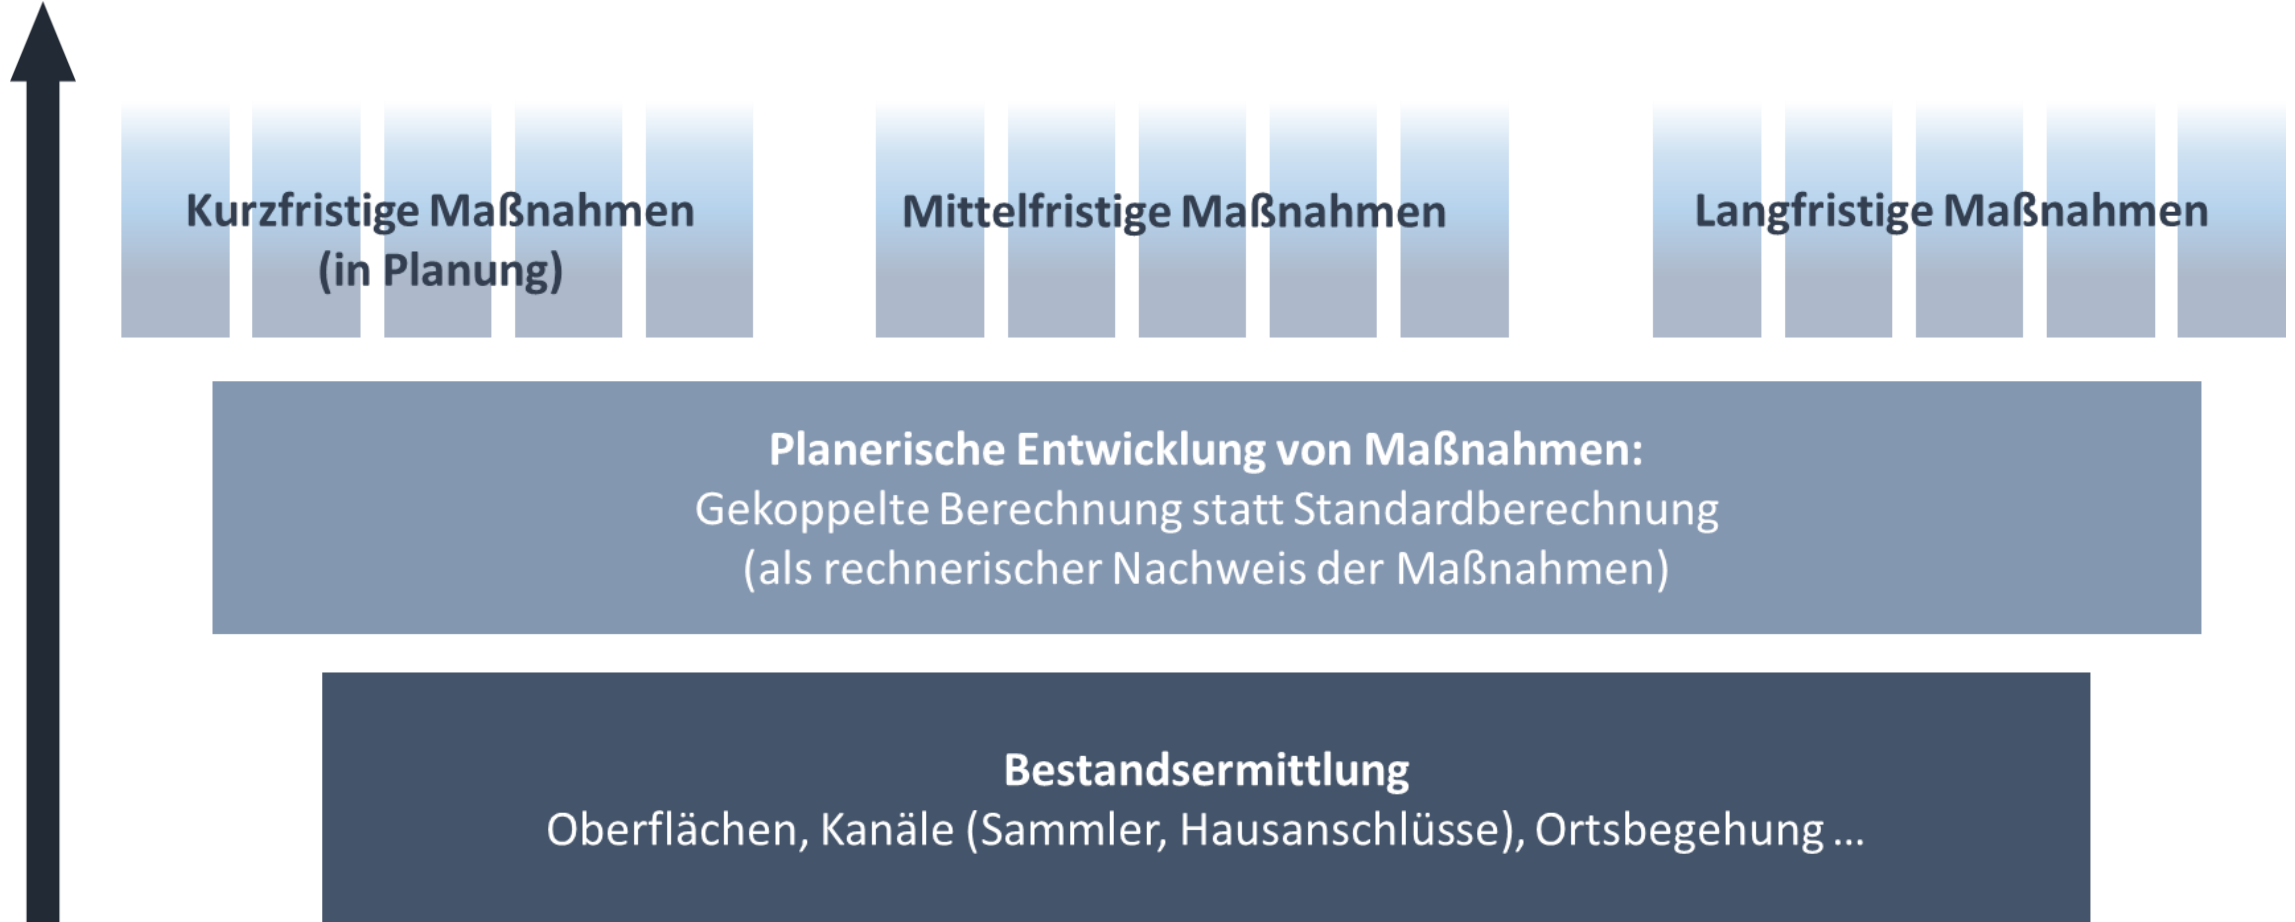 Kurzfristige Maßnahmen
(in Planung)
Mittelfristige Maßnahmen
Langfristige Maßnahmen
Planerische Entwicklung von Maßnahmen:
Gekoppelte Berechnung statt Standardberechnung
(als rechnerischer Nachweis der Maßnahmen)
Bestandsermittlung
Oberflächen, Kanäle (Sammler, Hausanschlüsse), Ortsbegehung ...